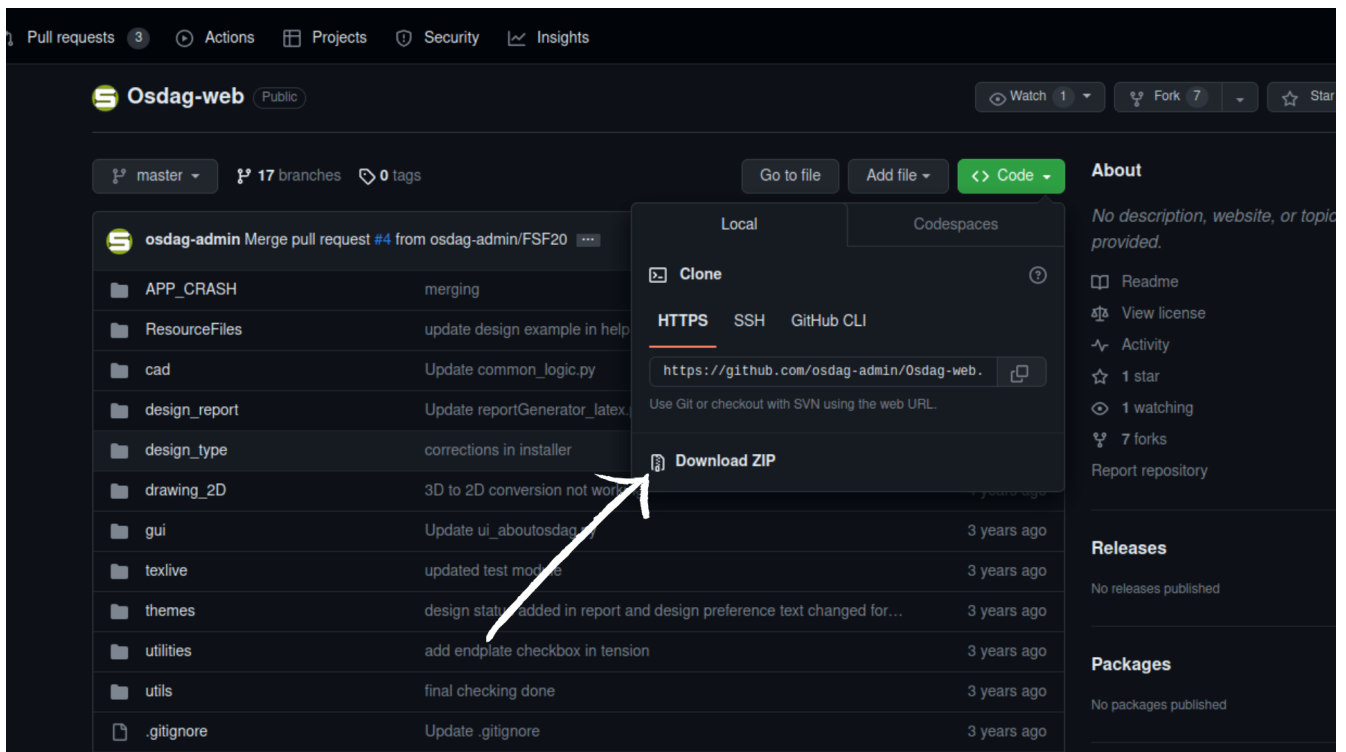 Pull requests 3 Actions Projects Security Insights
Osdag-web Public Watch 1 Fork 7 Star
master 17 branches 0 tags Go to file Add file Code
osdag-admin Merge pull request #4 from osdag-admin/FSF20 ...
APP_CRASH merging
ResourceFiles update design example in help
cad Update common_logic.py
design_report Update reportGenerator_latex.
design_type corrections in installer
drawing_2D 3D to 2D conversion not
gui Update ui_aboutosdag 3 years ago
texlive updated test module 3 years ago
themes design status added in report and design preference text changed for… 3 years ago
utilities add endplate checkbox in tension 3 years ago
utils final checking done 3 years ago
.gitignore Update .gitignore
Local Codespaces
Clone
HTTPS SSH GitHub CLI
https://github.com/osdag-admin/Osdag-web.
Use Git or checkout with SVN using the web URL.
Download ZIP
About
No description, website, or topic
provided.
Readme
View license
Activity
1 star
1 watching
7 forks
Report repository
Releases
No releases published
Packages
No packages published